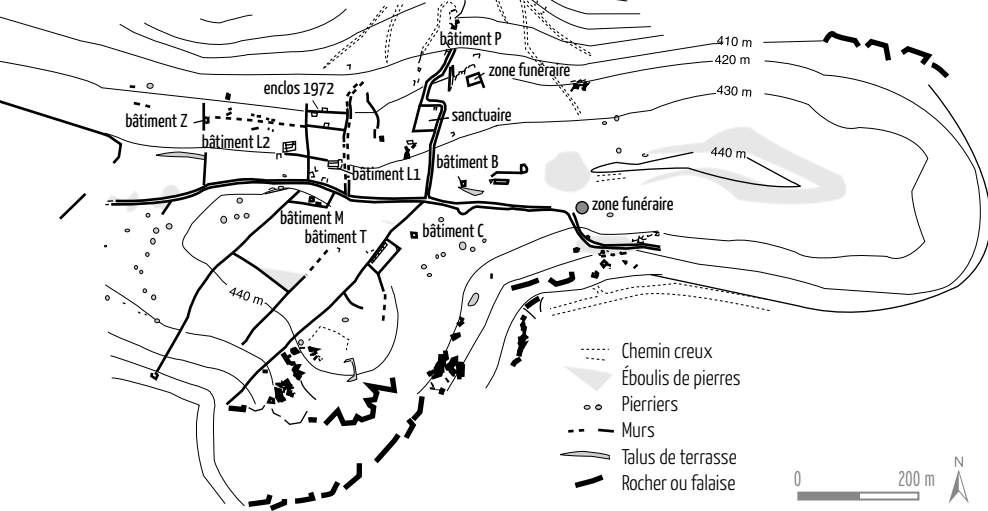 bâtiment P
410 m
420 m
zone funéraire
enclos 1972
430 m
sanctuaire
bâtiment Z
bâtiment L2
bâtiment B
440 m
bâtiment L1
zone funéraire
bâtiment M
bâtiment C
bâtiment T
440 m
Chemin creux
Éboulis de pierres
Pierriers
Murs
Talus de terrasse
Rocher ou falaise
N
0
200 m